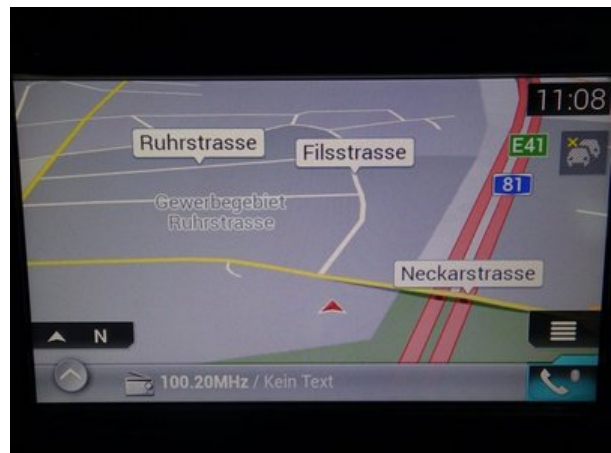 11:08
Ruhrstrasse
Filsstrasse
E41
81
Gewerbegebiet
Ruhrstrasse
Neckarstrasse
N
100.20MHz / Kein Text